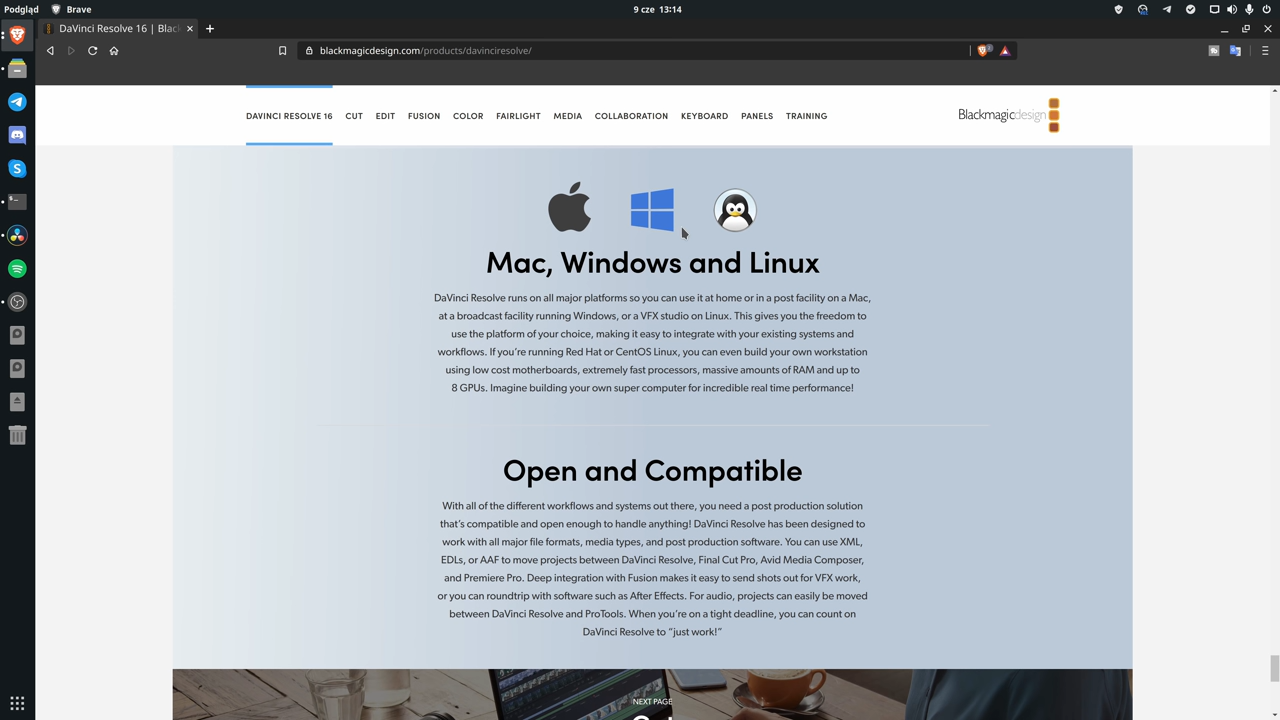 Podgląd
Brave
9 cze 13:14
DaVinci Resolve 16 | Blac
blackmagicdesign.com/products/davinciresolve/
DAVINCI RESOLVE 16
CUT
EDIT
FUSION
COLOR
FAIRLIGHT
MEDIA
COLLABORATION
KEYBOARD
PANELS
TRAINING
Blackmagicdesign
Mac, Windows and Linux
DaVinci Resolve runs on all major platforms so you can use it at home or in a post facility on a Mac,
at a broadcast facility running Windows, or a VFX studio on Linux. This gives you the freedom to
use the platform of your choice, making it easy to integrate with your existing systems and
workflows. If you’re running Red Hat or CentOS Linux, you can even build your own workstation
using low cost motherboards, extremely fast processors, massive amounts of RAM and up to
8 GPUs. Imagine building your own super computer for incredible real time performance!
Open and Compatible
With all of the different workflows and systems out there, you need a post production solution
that’s compatible and open enough to handle anything! DaVinci Resolve has been designed to
work with all major file formats, media types, and post production software. You can use XML,
EDLs, or AAF to move projects between DaVinci Resolve, Final Cut Pro, Avid Media Composer,
and Premiere Pro. Deep integration with Fusion makes it easy to send shots out for VFX work,
or you can roundtrip with software such as After Effects. For audio, projects can easily be moved
between DaVinci Resolve and ProTools. When you’re on a tight deadline, you can count on
DaVinci Resolve to “just work!”
NEXT PAGE